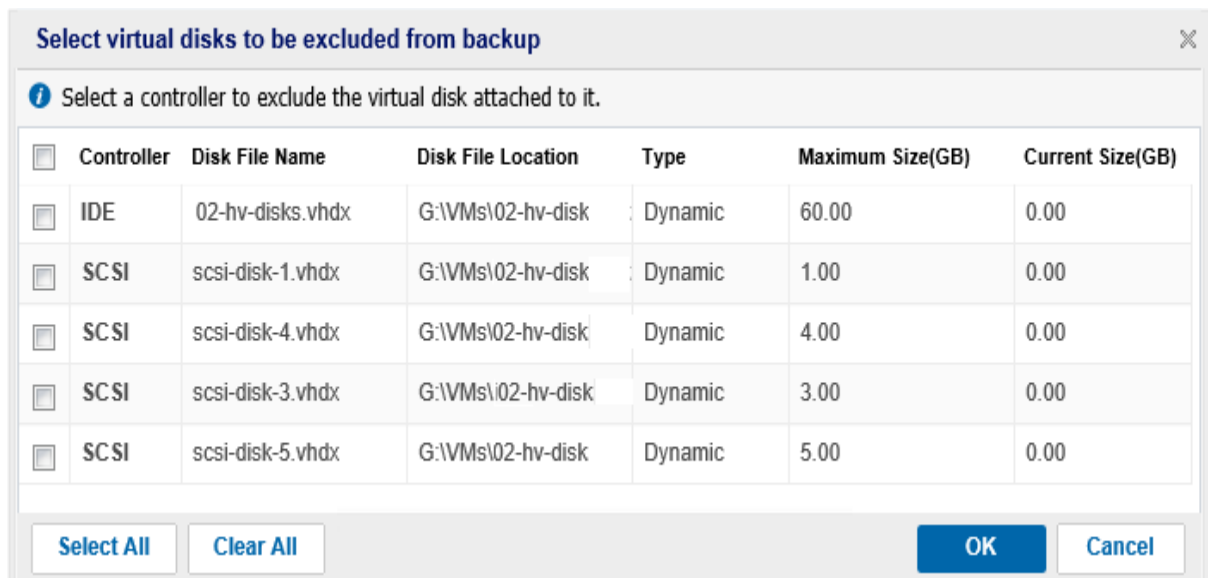 Select virtual disks to be excluded from backup
Select a controller to exclude the virtual disk attached to it.
Controller Disk File Name Disk File Location Type Maximum Size(GB) Current Size(GB)
IDE 02-hv-disks.vhdx G:\VMs\02-hv-disk Dynamic 60.00 0.00
SCSI scsi-disk-1.vhdx G:\VMs\02-hv-disk Dynamic 1.00 0.00
SCSI scsi-disk-4.vhdx G:\VMs\02-hv-disk Dynamic 4.00 0.00
SCSI scsi-disk-3.vhdx G:\VMs\i02-hv-disk Dynamic 3.00 0.00
SCSI scsi-disk-5.vhdx G:\VMs\02-hv-disk Dynamic 5.00 0.00
Select All Clear All OK Cancel